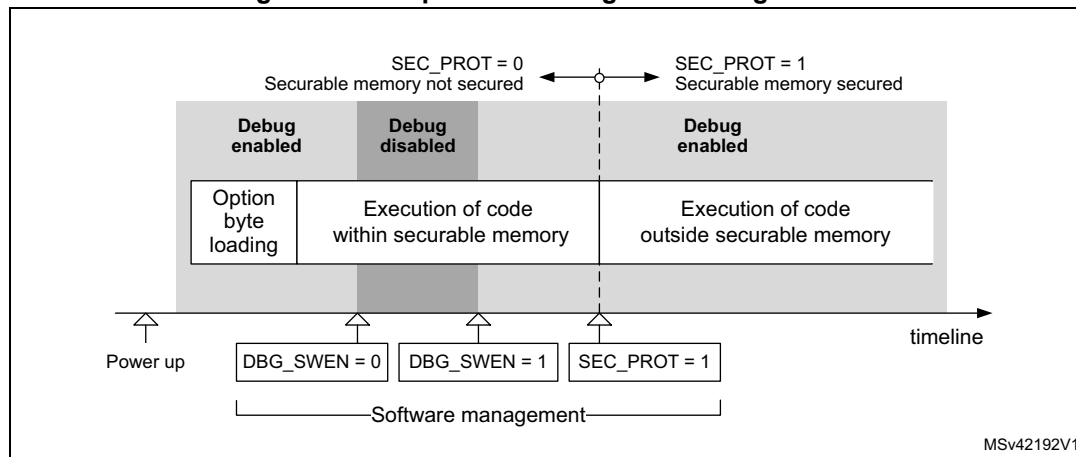 SEC_PROT = 0
Securable memory not secured
SEC_PROT = 1
Securable memory secured
Debug
enabled
Debug
disabled
Debug
enabled
Option
byte
loading
Execution of code
within securable memory
Execution of code
outside securable memory
timeline
Power up
DBG_SWEN = 0
DBG_SWEN = 1
SEC_PROT = 1
Software management
MSv42192V1